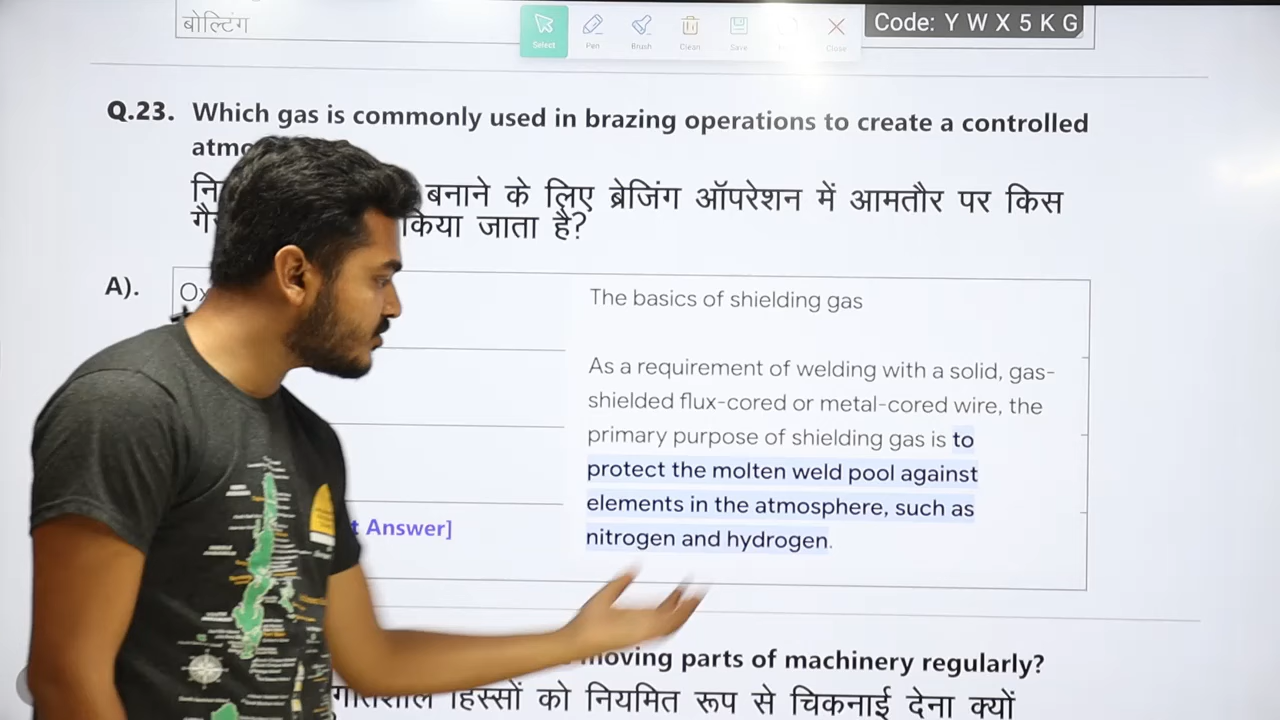 बोल्टिंग
Select
Pen
Brush
Clean
Save
Close
Code: Y W X 5 K G
Q.23. Which gas is commonly used in brazing operations to create a controlled
बनाने के लिए ब्रेजिंग ऑपरेशन में आमतौर पर किस
किया जाता है?
A).
The basics of shielding gas
As a requirement of welding with a solid, gas-
shielded flux-cored or metal-cored wire, the
primary purpose of shielding gas is to
protect the molten weld pool against
elements in the atmosphere, such as
nitrogen and hydrogen.
Answer]
moving parts of machinery regularly?
हिस्सों को नियमित रूप से चिकनाई देना क्यों